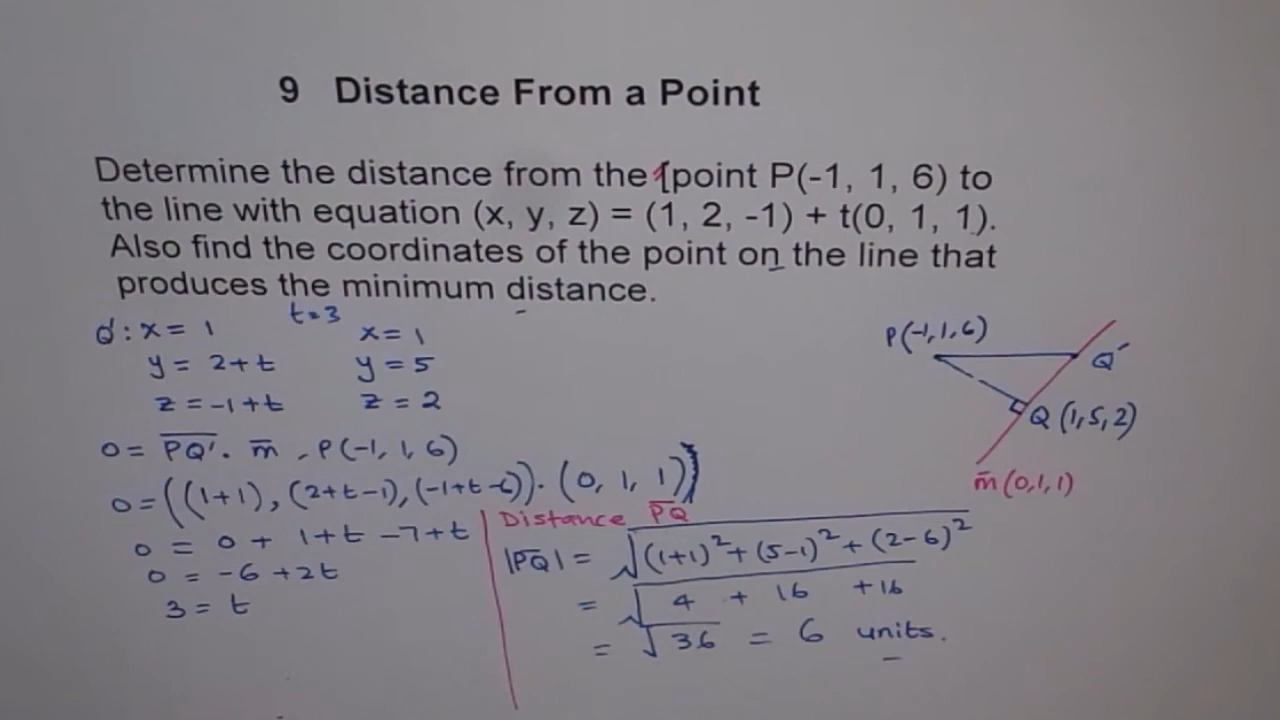 9 Distance From a Point
Determine the distance from the [point P(-1, 1, 6) to
the line with equation (x, y, z) = (1, 2, -1) + t(0, 1, 1).
Also find the coordinates of the point on the line that
produces the minimum distance.
Q': x = 1
y = 2+t
z = -1+t
t=3
x = 1
y = 5
z = 2
0 = PQ' . m , P(-1, 1, 6)
0 = ((1+1), (2+t-1), (-1+t-6)) . (0, 1, 1))
0 = 0 + 1+t -7+t
0 = -6 +2t
3 = t
Distance PQ
|PQ| = √(1+1)²+(5-1)²+(2-6)²
= √4 + 16 +16
= √36 = 6 units.
P(-1, 1, 6)
Q'
Q (1, 5, 2)
m (0, 1, 1)